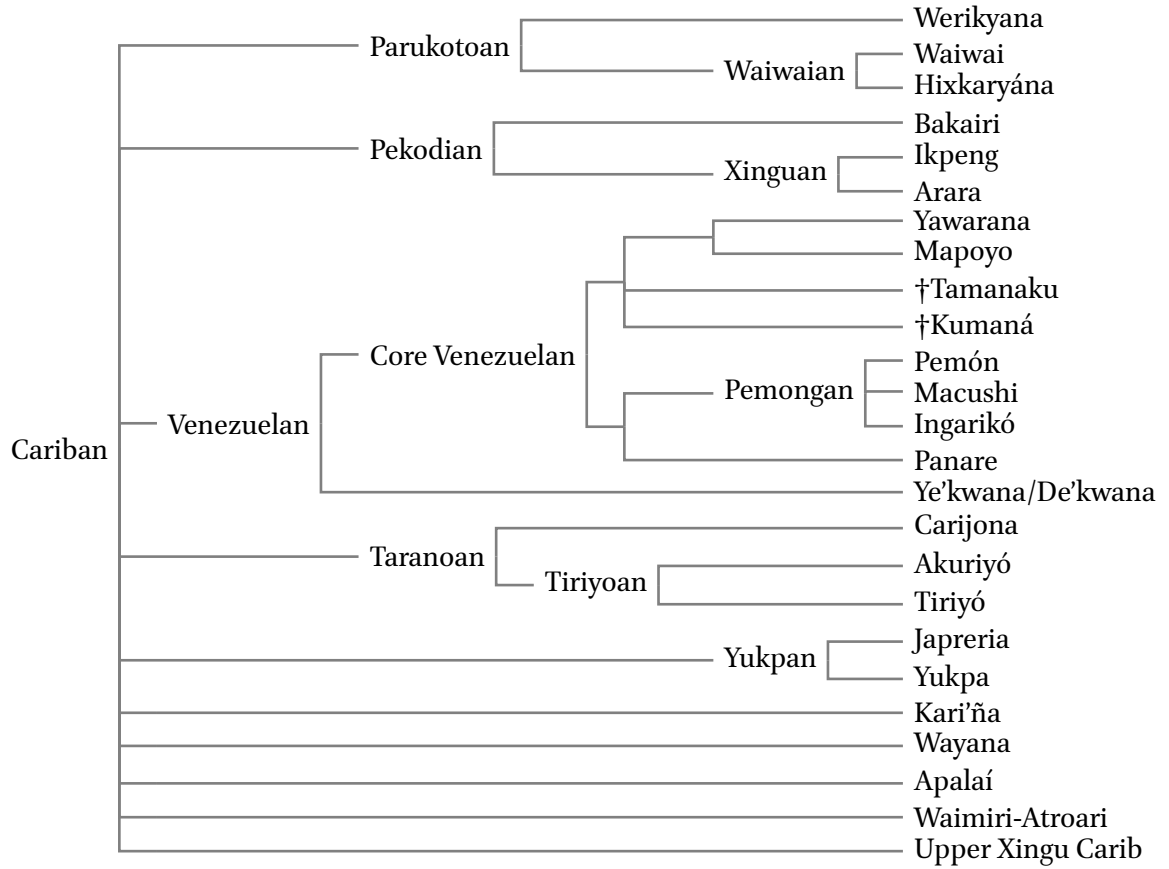 Werikyana
Parukotoan
Waiwai
Waiwaian
Hixkaryána
Bakairi
Pekodian
Ikpeng
Xinguan
Arara
Yawarana
Mapoyo
†Tamanaku
†Kumaná
Core Venezuelan
Pemón
Pemongan
Macushi
Ingarikó
Venezuelan
Cariban
Panare
Ye’kwana/De’kwana
Carijona
Taranoan
Akuriyó
Tiriyoan
Tiriyó
Japreria
Yukpan
Yukpa
Kari’ña
Wayana
Apalaí
Waimiri-Atroari
Upper Xingu Carib